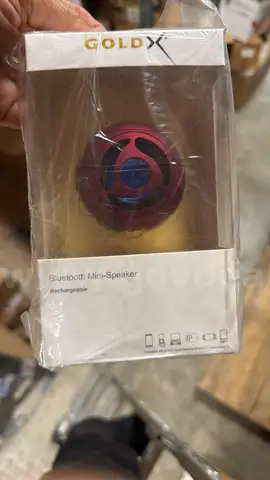 GOLDX
Bluetooth Mini-Speaker
Rechargeable